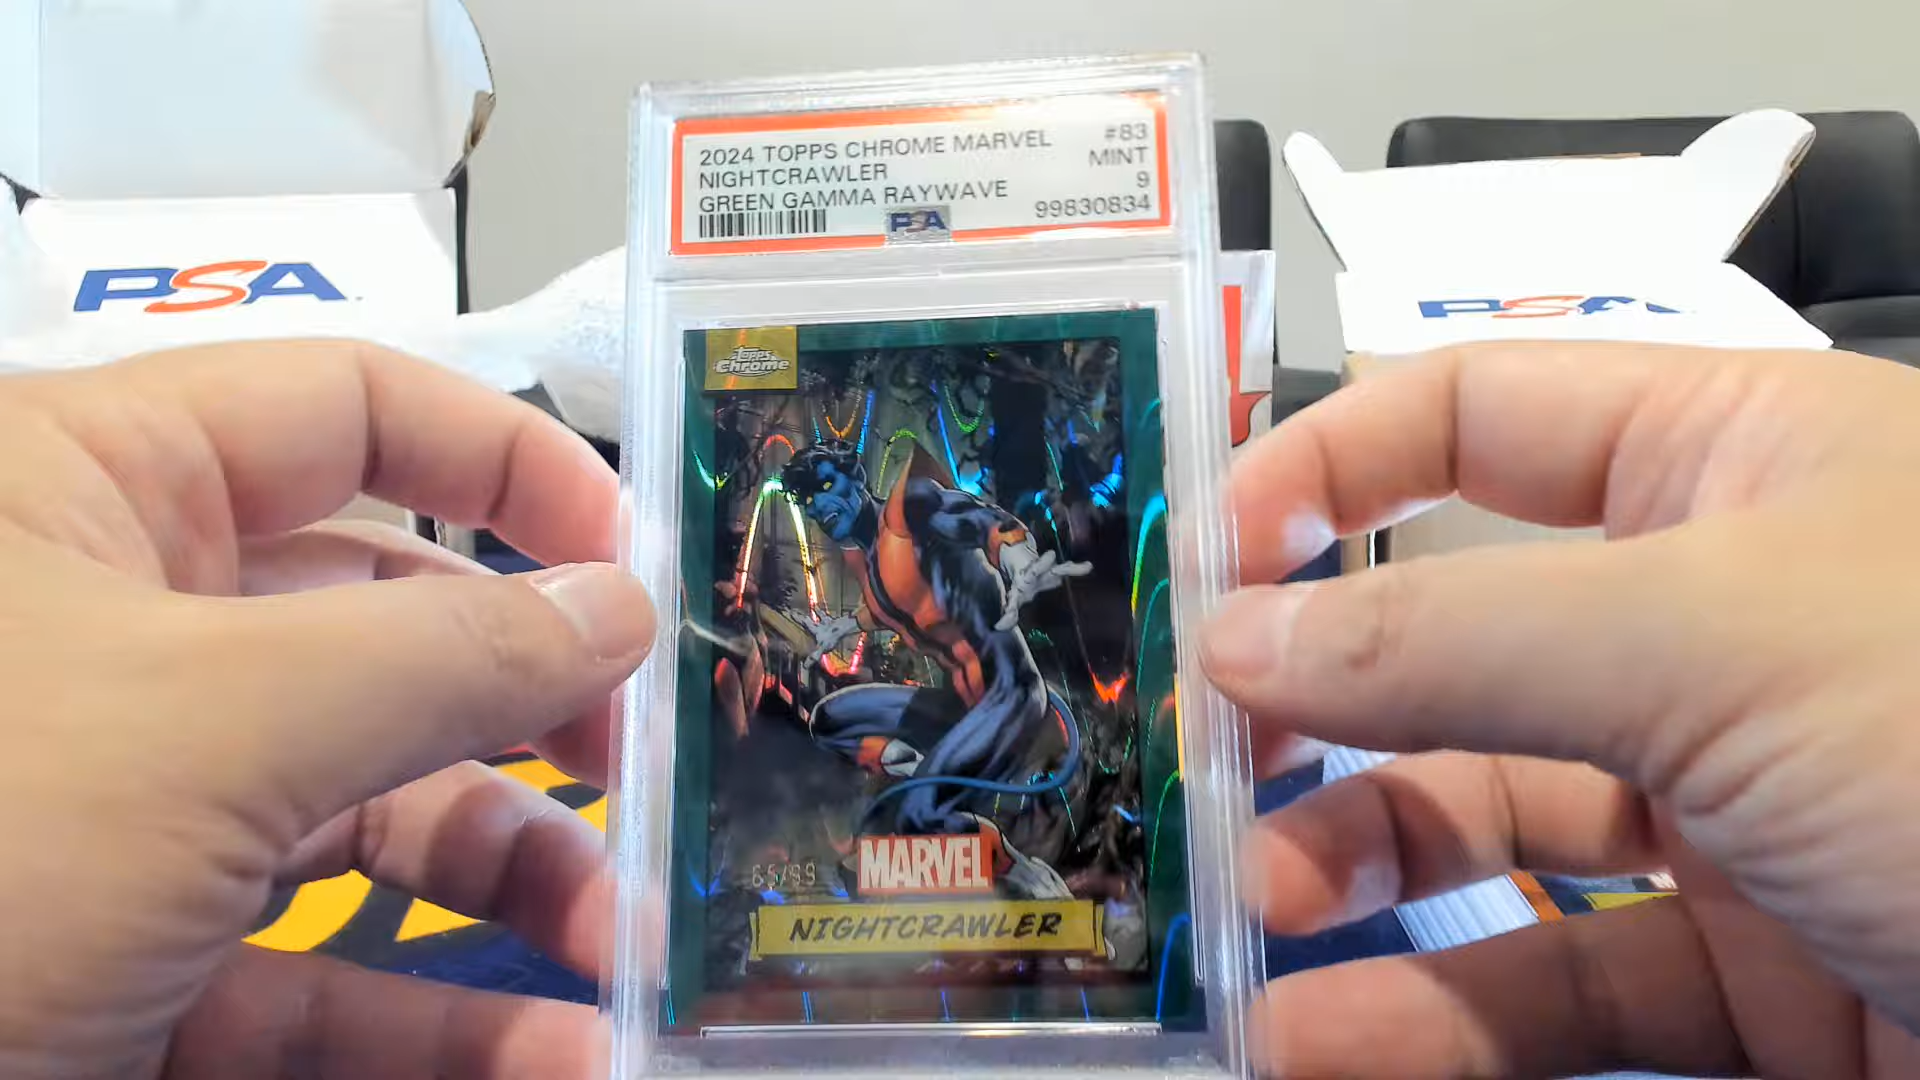 2024 TOPPS CHROME MARVEL #83
NIGHTCRAWLER MINT
GREEN GAMMA RAYWAVE 9
PSA 99830834
PSA
PSA
Topps
Chrome
65/99
MARVEL
NIGHTCRAWLER